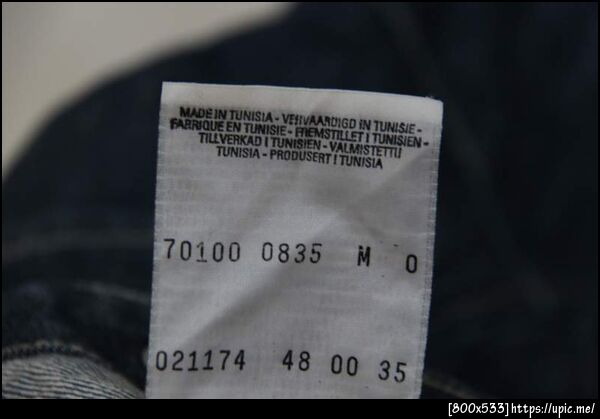 MADE IN TUNISIA - VERVAARDIGD IN TUNISIE -
FABRIQUE EN TUNISIE - FREMSTILLET I TUNISIEN -
TILLVERKAD I TUNISIEN - VALMISTETTU
TUNISIA - PRODUSERT I TUNISIA
70100 0835 M 0
021174 48 00 35
[800x533]https://upic.me/